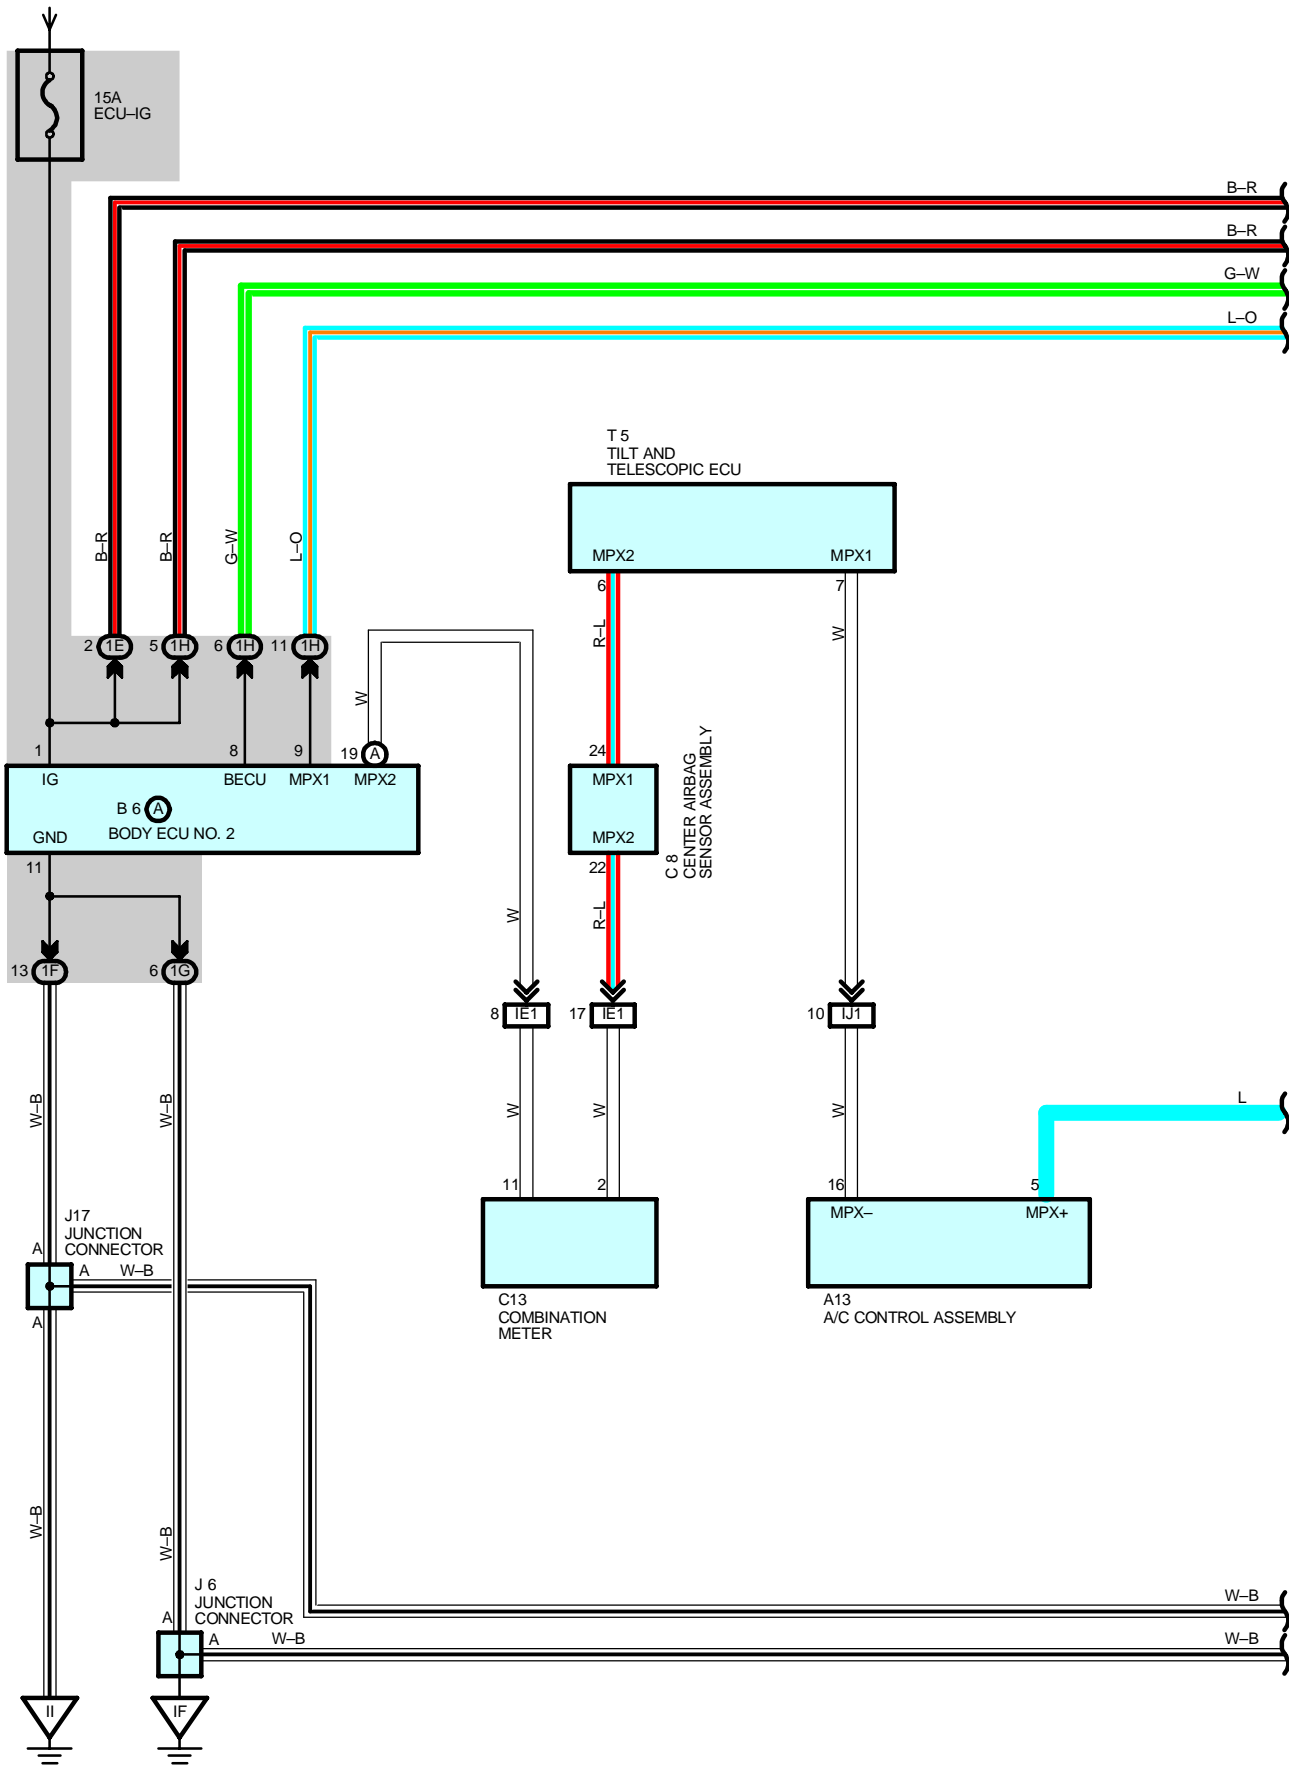 15A
ECU–IG
B–R
B–R
G–W
L–O
T 5
TILT AND
TELESCOPIC ECU
MPX2
MPX1
B–R
B–R
G–W
L–O
6
7
R–L
W
2
1E
5
1H
6
1H
11
1H
W
1
8
9
19
A
24
IG
BECU
MPX1
MPX2
MPX1
B 6
A
BODY ECU NO. 2
GND
MPX2
C 8
CENTER AIRBAG
SENSOR ASSEMBLY
11
22
W
R–L
13
1F
6
1G
8
IE1
17
IE1
10
IJ1
W–B
W–B
W
W
W
L
11
2
16
5
MPX–
MPX+
J17
JUNCTION
CONNECTOR
A
A
W–B
A
C13
COMBINATION
METER
A13
A/C CONTROL ASSEMBLY
W–B
W–B
J 6
JUNCTION
CONNECTOR
A
A
W–B
W–B
W–B
II
IF